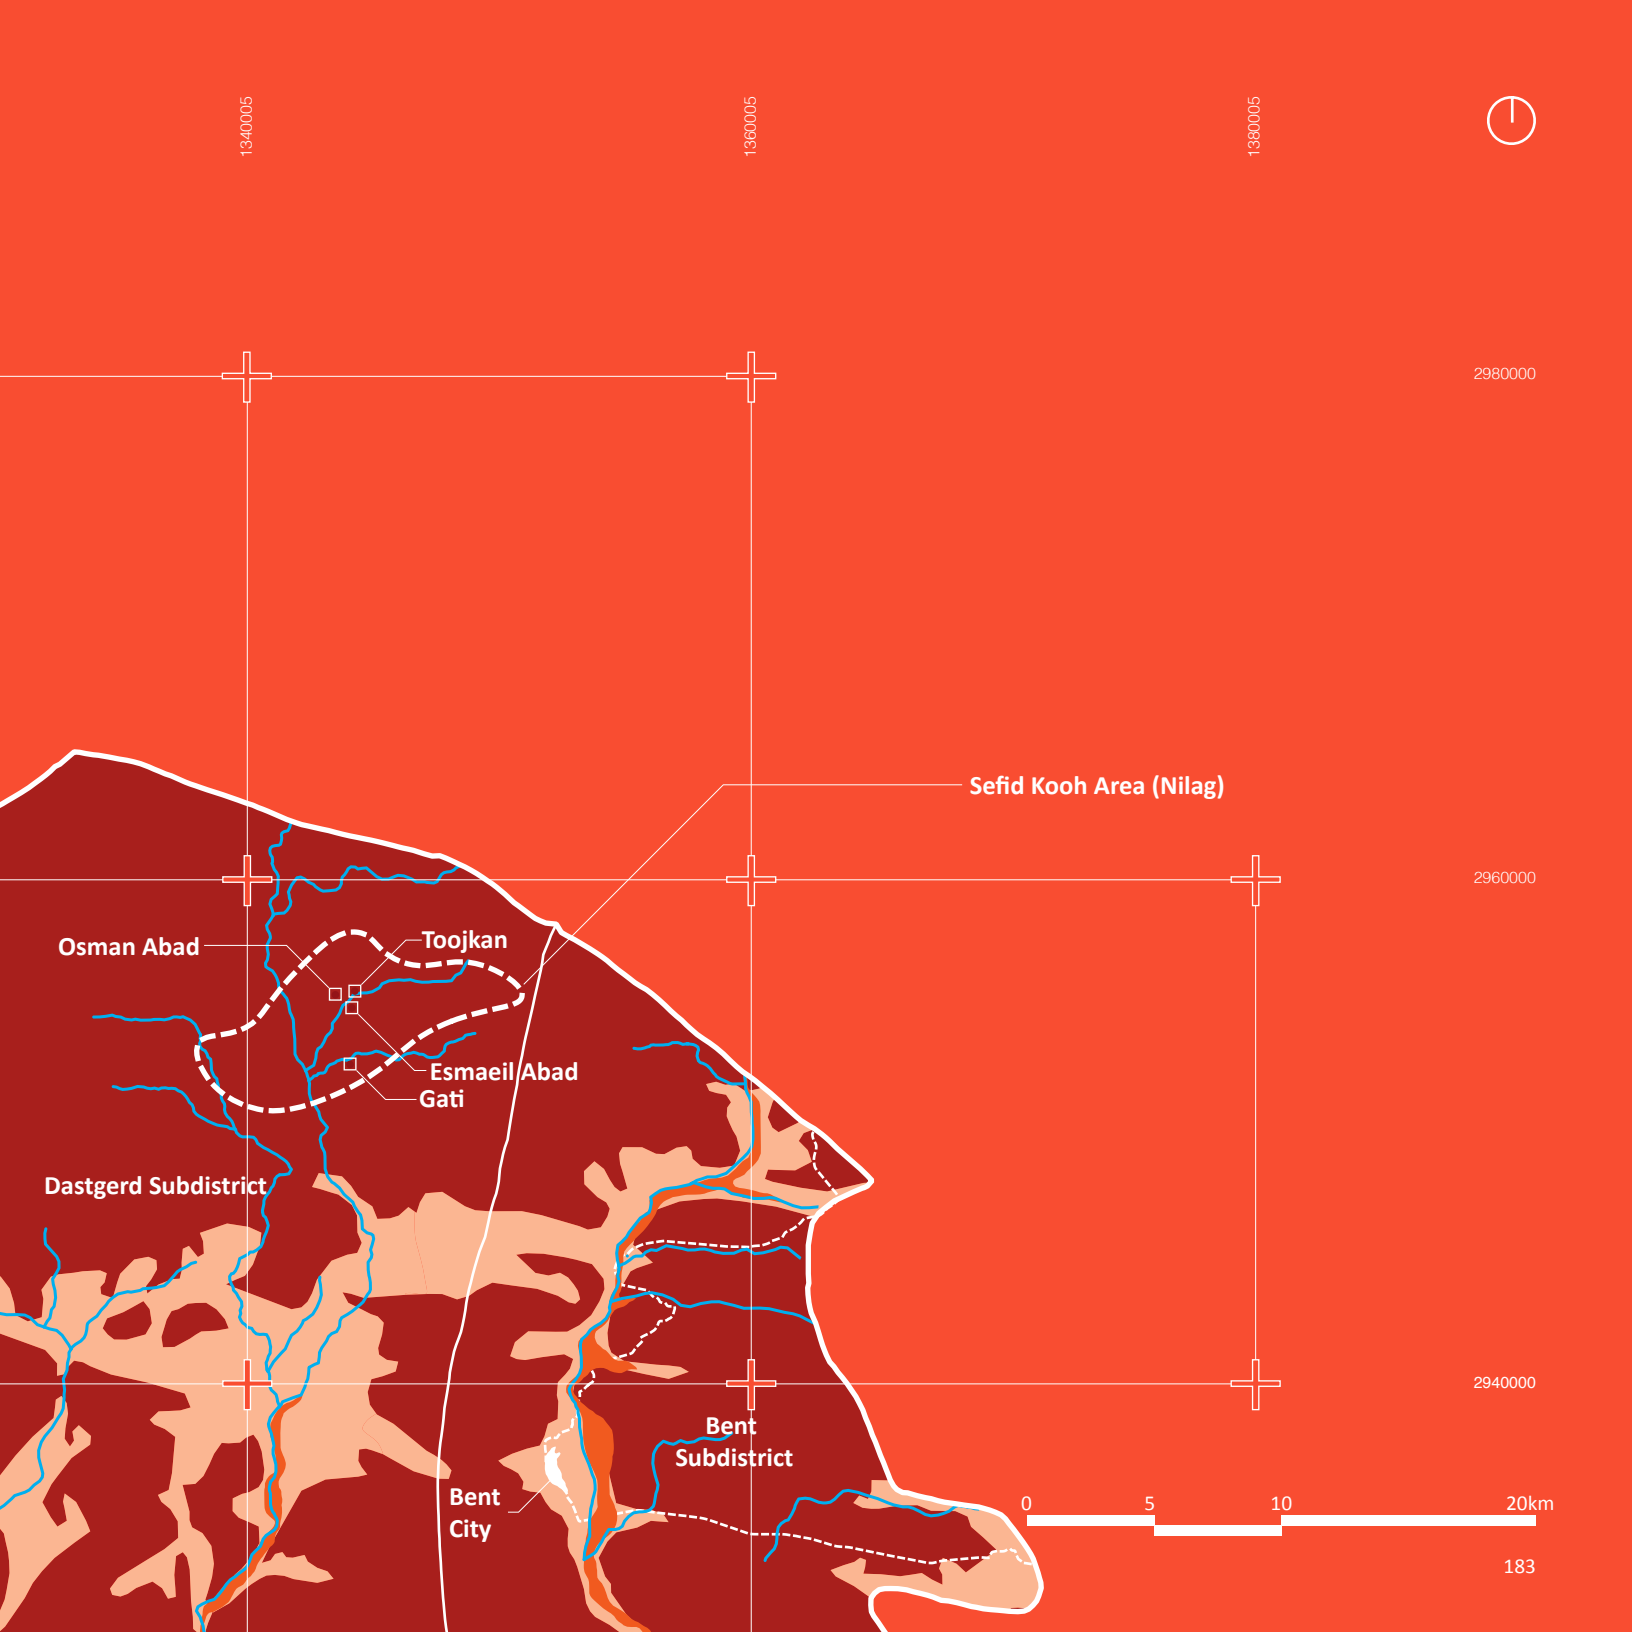 1340005
1360005
1380005
2980000
Sefid Kooh Area (Nilag)
2960000
Osman Abad
Toojkan
Esmaeil Abad
Gati
Dastgerd Subdistrict
2940000
Bent
Subdistrict
Bent
City
0 5 10 20km
183